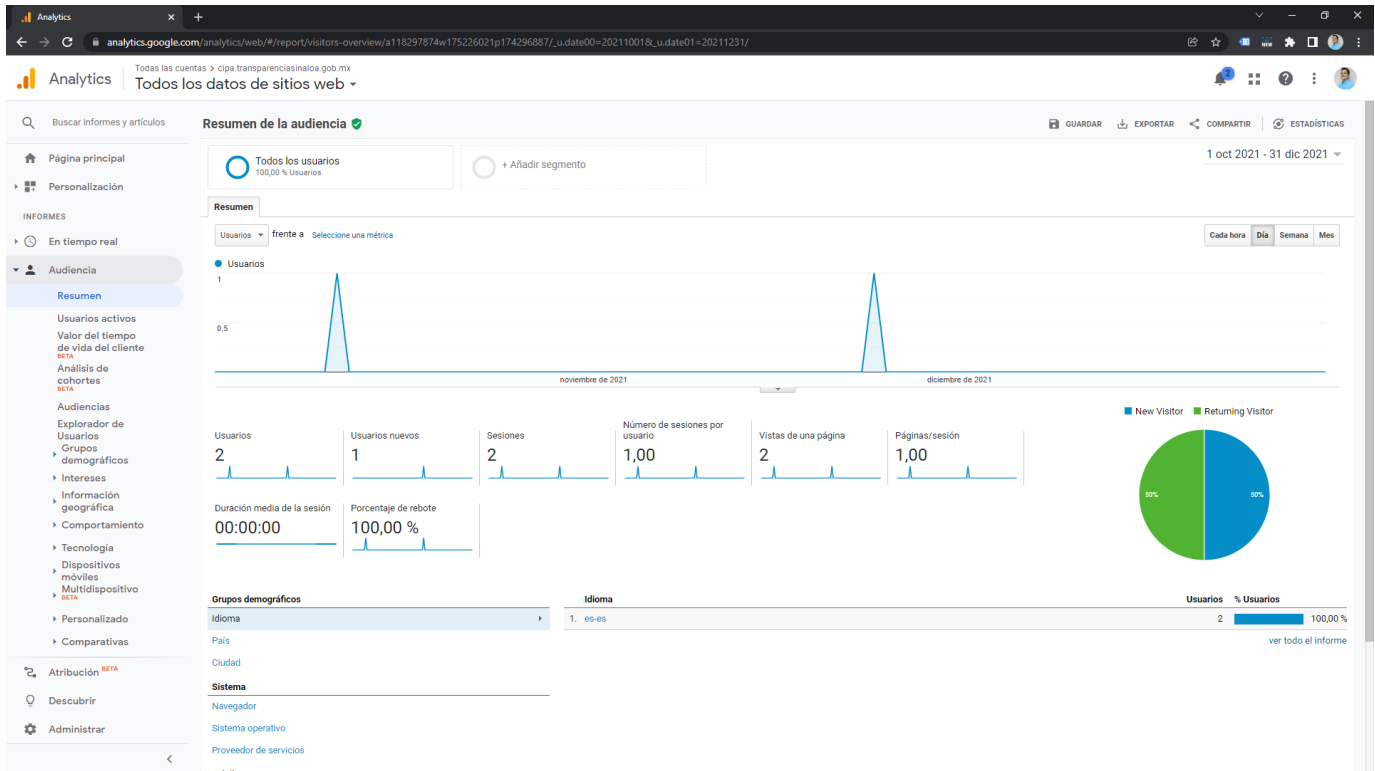 Analytics
analytics.google.com/analytics/web/#/report/visitors-overview/a118297874w175226021p174296887/_u.date00=20211001&_u.date01=20211231/
Analytics
Todas las cuentas > cipa.transparenciasinaloa.gob.mx
Todos los datos de sitios web
2
Buscar informes y artículos
Página principal
Personalización
INFORMES
En tiempo real
Audiencia
Resumen
Usuarios activos
Valor del tiempo
de vida del cliente
BETA
Análisis de
cohortes
BETA
Audiencias
Explorador de
Usuarios
Grupos
demográficos
Intereses
Información
geográfica
Comportamiento
Tecnología
Dispositivos
móviles
Multidispositivo
BETA
Personalizado
Comparativas
Atribución BETA
Descubrir
Administrar
Resumen de la audiencia
GUARDAR
EXPORTAR
COMPARTIR
ESTADÍSTICAS
Todos los usuarios
100,00 % Usuarios
+ Añadir segmento
1 oct 2021 - 31 dic 2021
Resumen
Usuarios frente a Seleccione una métrica
Cada hora Día Semana Mes
Usuarios
1
0,5
noviembre de 2021
diciembre de 2021
New Visitor Returning Visitor
50%
50%
Usuarios
2
Usuarios nuevos
1
Sesiones
2
Número de sesiones por
usuario
1,00
Vistas de una página
2
Páginas/sesión
1,00
Duración media de la sesión
00:00:00
Porcentaje de rebote
100,00 %
Grupos demográficos
Idioma
País
Ciudad
Sistema
Navegador
Sistema operativo
Proveedor de servicios
Idioma Usuarios % Usuarios
1. es-es 2 100,00 %
ver todo el informe